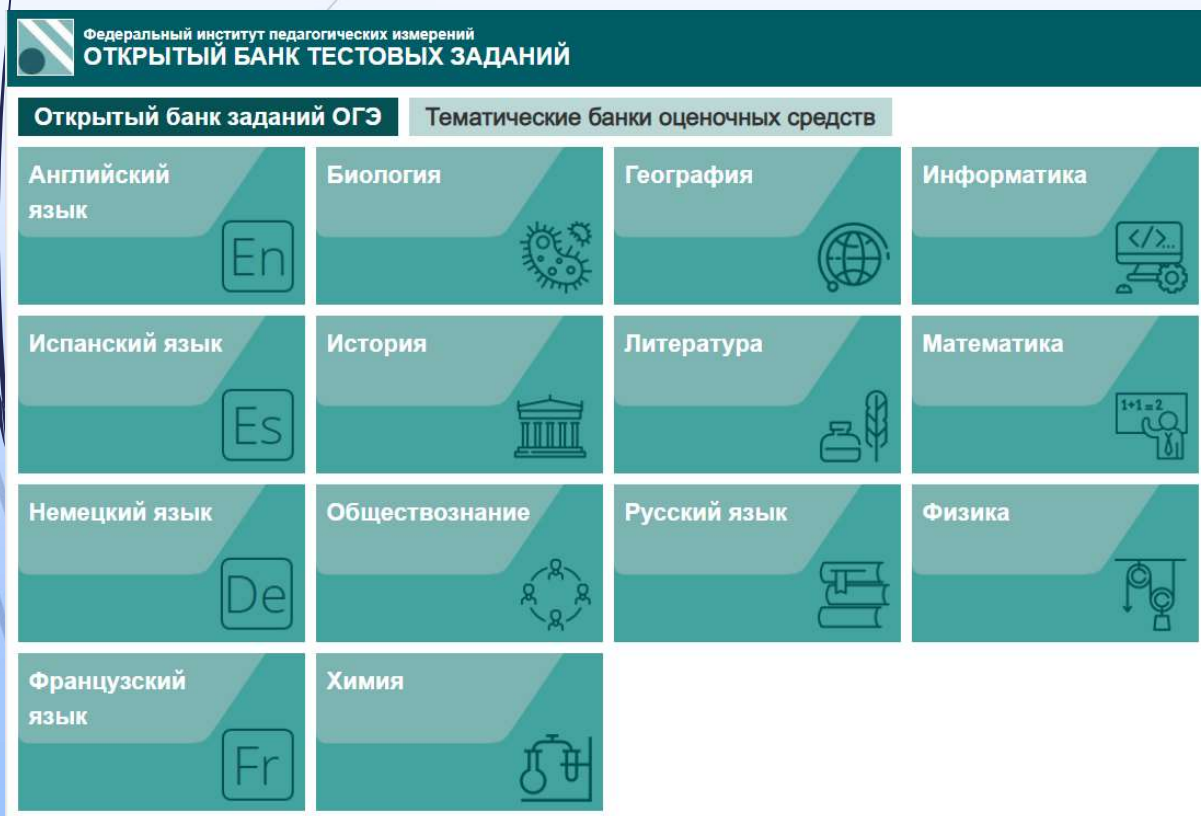 Федеральный институт педагогических измерений
ОТКРЫТЫЙ БАНК ТЕСТОВЫХ ЗАДАНИЙ
Открытый банк заданий ОГЭ
Тематические банки оценочных средств
Английский
язык
En
Биология
География
Информатика
</>...
Испанский язык
Es
История
Литература
Математика
1+1=2
Немецкий язык
De
Обществознание
Русский язык
Физика
Французский
язык
Fr
Химия